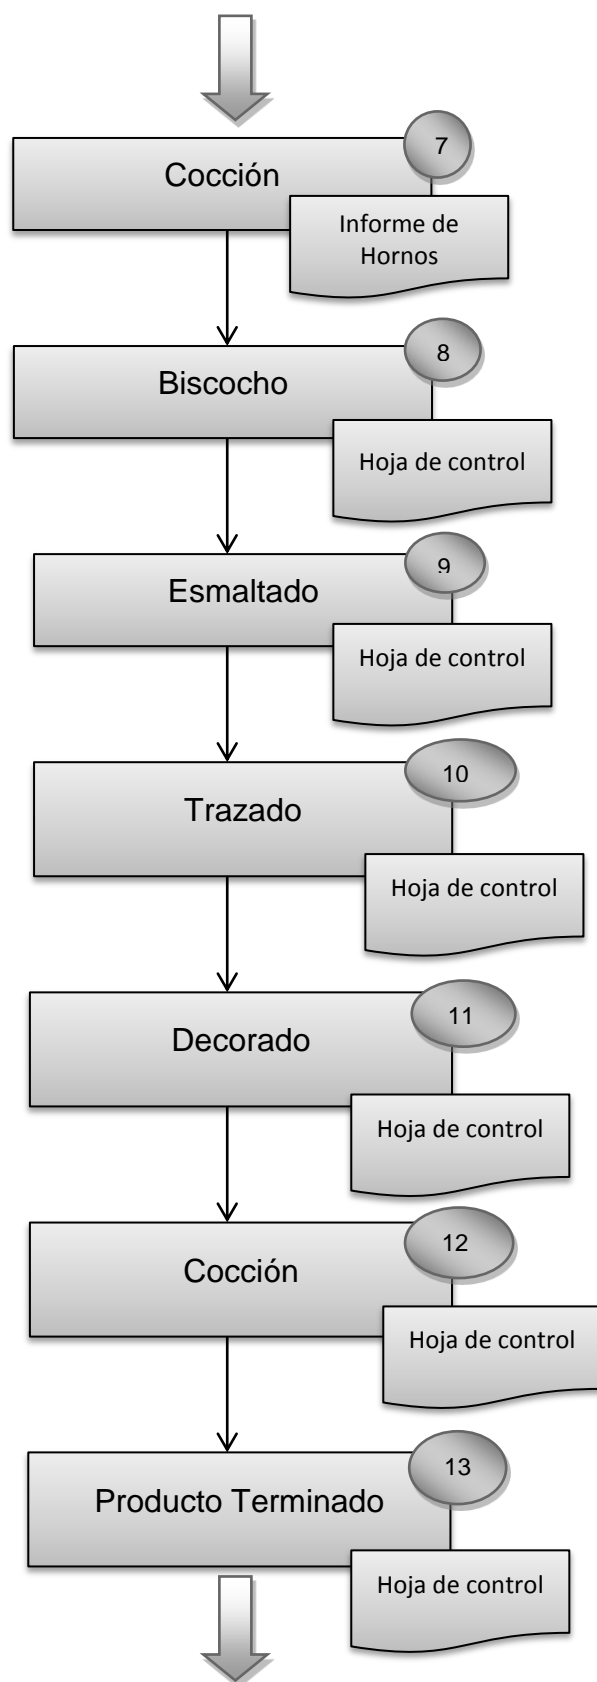 7
Cocción
Informe de
Hornos
8
Biscocho
Hoja de control
9
Esmaltado
Hoja de control
10
Trazado
Hoja de control
11
Decorado
Hoja de control
12
Cocción
Hoja de control
13
Producto Terminado
Hoja de control